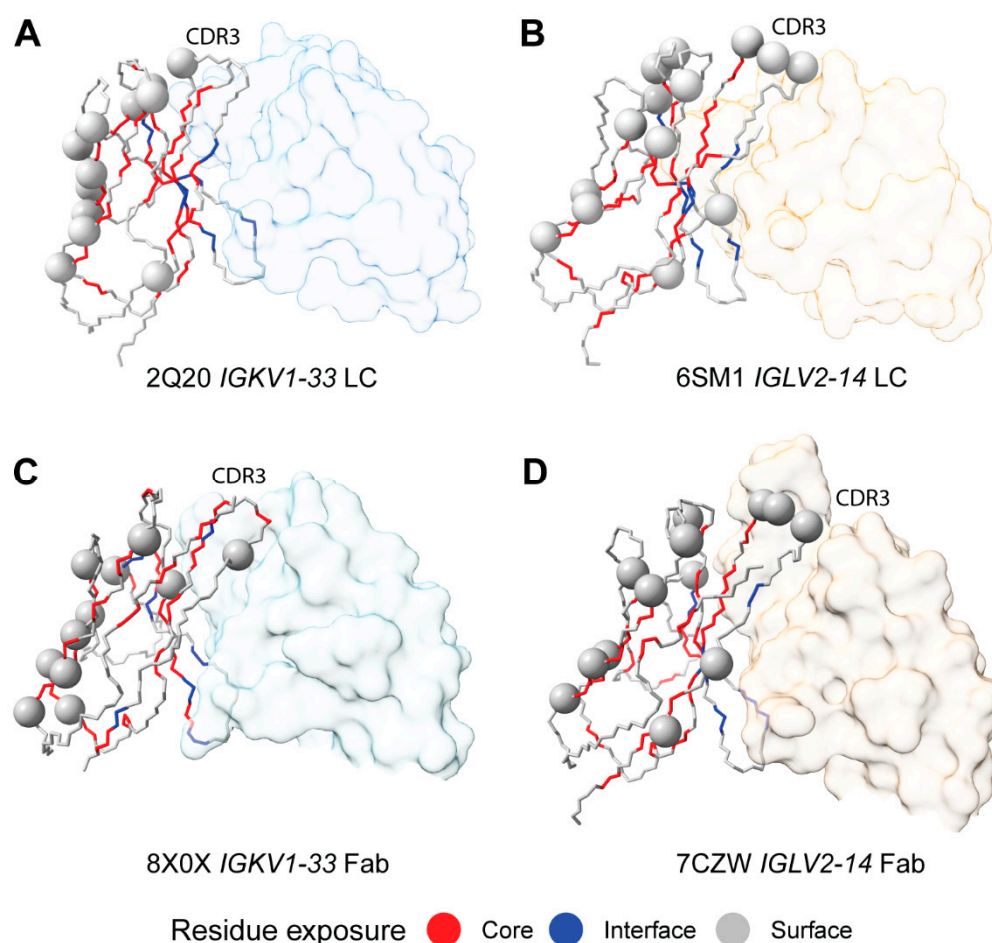 A
CDR3
2Q20 IGKV1-33 LC
B
CDR3
6SM1 IGLV2-14 LC
C
CDR3
8X0X IGKV1-33 Fab
D
CDR3
7CZW IGLV2-14 Fab
Residue exposure Core Interface Surface